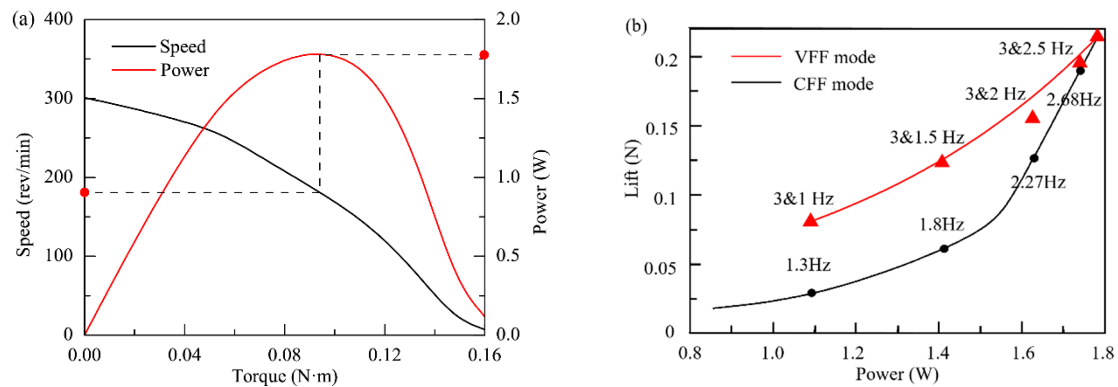 (a)
Speed
Power
Speed (rev/min)
400
300
200
100
0
Power (W)
2.0
1.5
1.0
0.5
0.0
0.00
0.04
0.08
0.12
0.16
Torque (N·m)
(b)
VFF mode
CFF mode
3&2.5 Hz
3&2 Hz
2.68Hz
3&1.5 Hz
2.27Hz
3&1 Hz
1.8Hz
1.3Hz
Lift (N)
0.2
0.15
0.1
0.05
0
0.8
1.0
1.2
1.4
1.6
1.8
Power (W)